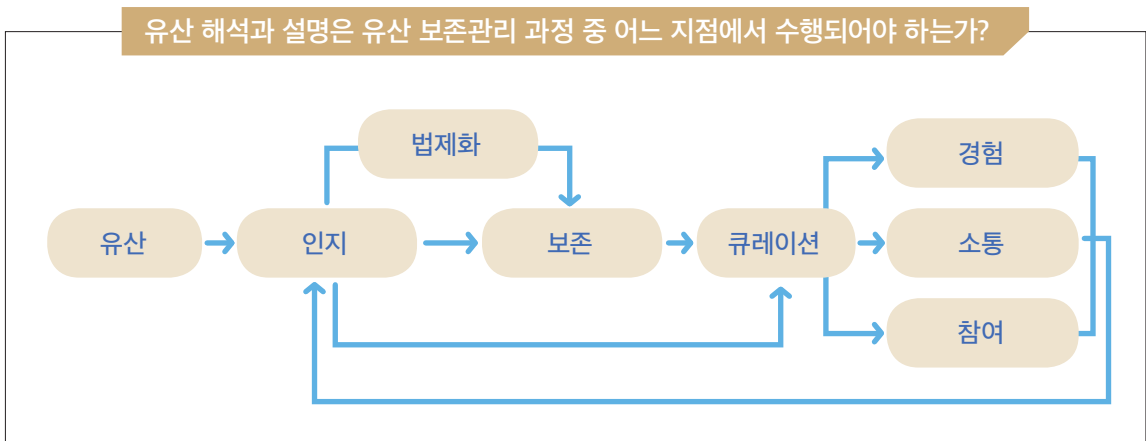 유산 해석과 설명은 유산 보존관리 과정 중 어느 지점에서 수행되어야 하는가?
법제화
유산
인지
보존
큐레이션
경험
소통
참여